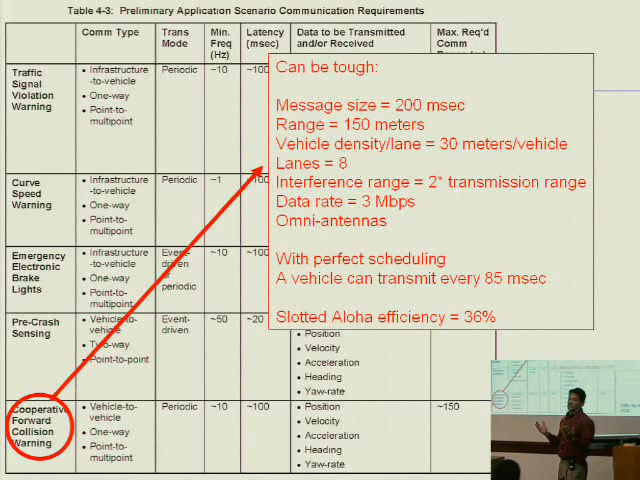 Table 4-3: Preliminary Application Scenario Communication Requirements
Comm Type
Trans
Mode
Min.
Freq
(Hz)
Latency
(msec)
Data to be Transmitted
and/or Received
Max. Req'd
Comm
Traffic
Signal
Violation
Warning
• Infrastructure
-to-vehicle
• One-way
• Point-to-
multipoint
Periodic
~10
~100
Curve
Speed
Warning
• Infrastructure
-to-vehicle
• One-way
• Point-to-
multipoint
Periodic
~1
Emergency
Electronic
Brake
Lights
• Infrastructure
-to-vehicle
• One-way
• Point-to-
multipoint
Event-
driven
or
periodic
~10
~100
Pre-Crash
Sensing
• Vehicle-to-
vehicle
• Two-way
• Point-to-point
Event-
driven
~50
~20
• Position
• Velocity
• Acceleration
• Heading
• Yaw-rate
Cooperative
Forward
Collision
Warning
• Vehicle-to-
vehicle
• One-way
• Point-to-
multipoint
Periodic
~10
~100
• Position
• Velocity
• Acceleration
• Heading
• Yaw-rate
~150
Can be tough:
Message size = 200 msec
Range = 150 meters
Vehicle density/lane = 30 meters/vehicle
Lanes = 8
Interference range = 2* transmission range
Data rate = 3 Mbps
Omni-antennas
With perfect scheduling
A vehicle can transmit every 85 msec
Slotted Aloha efficiency = 36%